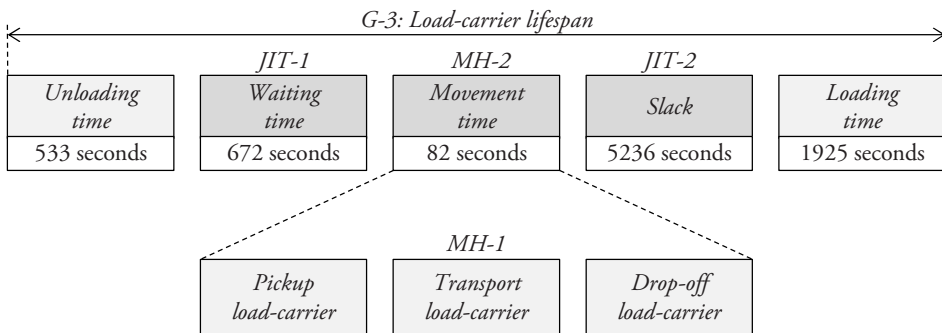 G-3: Load-carrier lifespan
JIT-1
MH-2
JIT-2
Unloading
time
533 seconds
Waiting
time
672 seconds
Movement
time
82 seconds
Slack
5236 seconds
Loading
time
1925 seconds
MH-1
Pickup
load-carrier
Transport
load-carrier
Drop-off
load-carrier